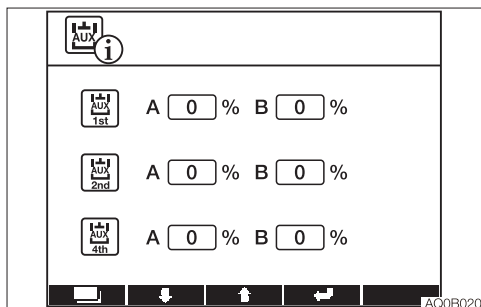 AUX i
AUX 1st A 0 % B 0 %
AUX 2nd A 0 % B 0 %
AUX 4th A 0 % B 0 %
AQ0B020